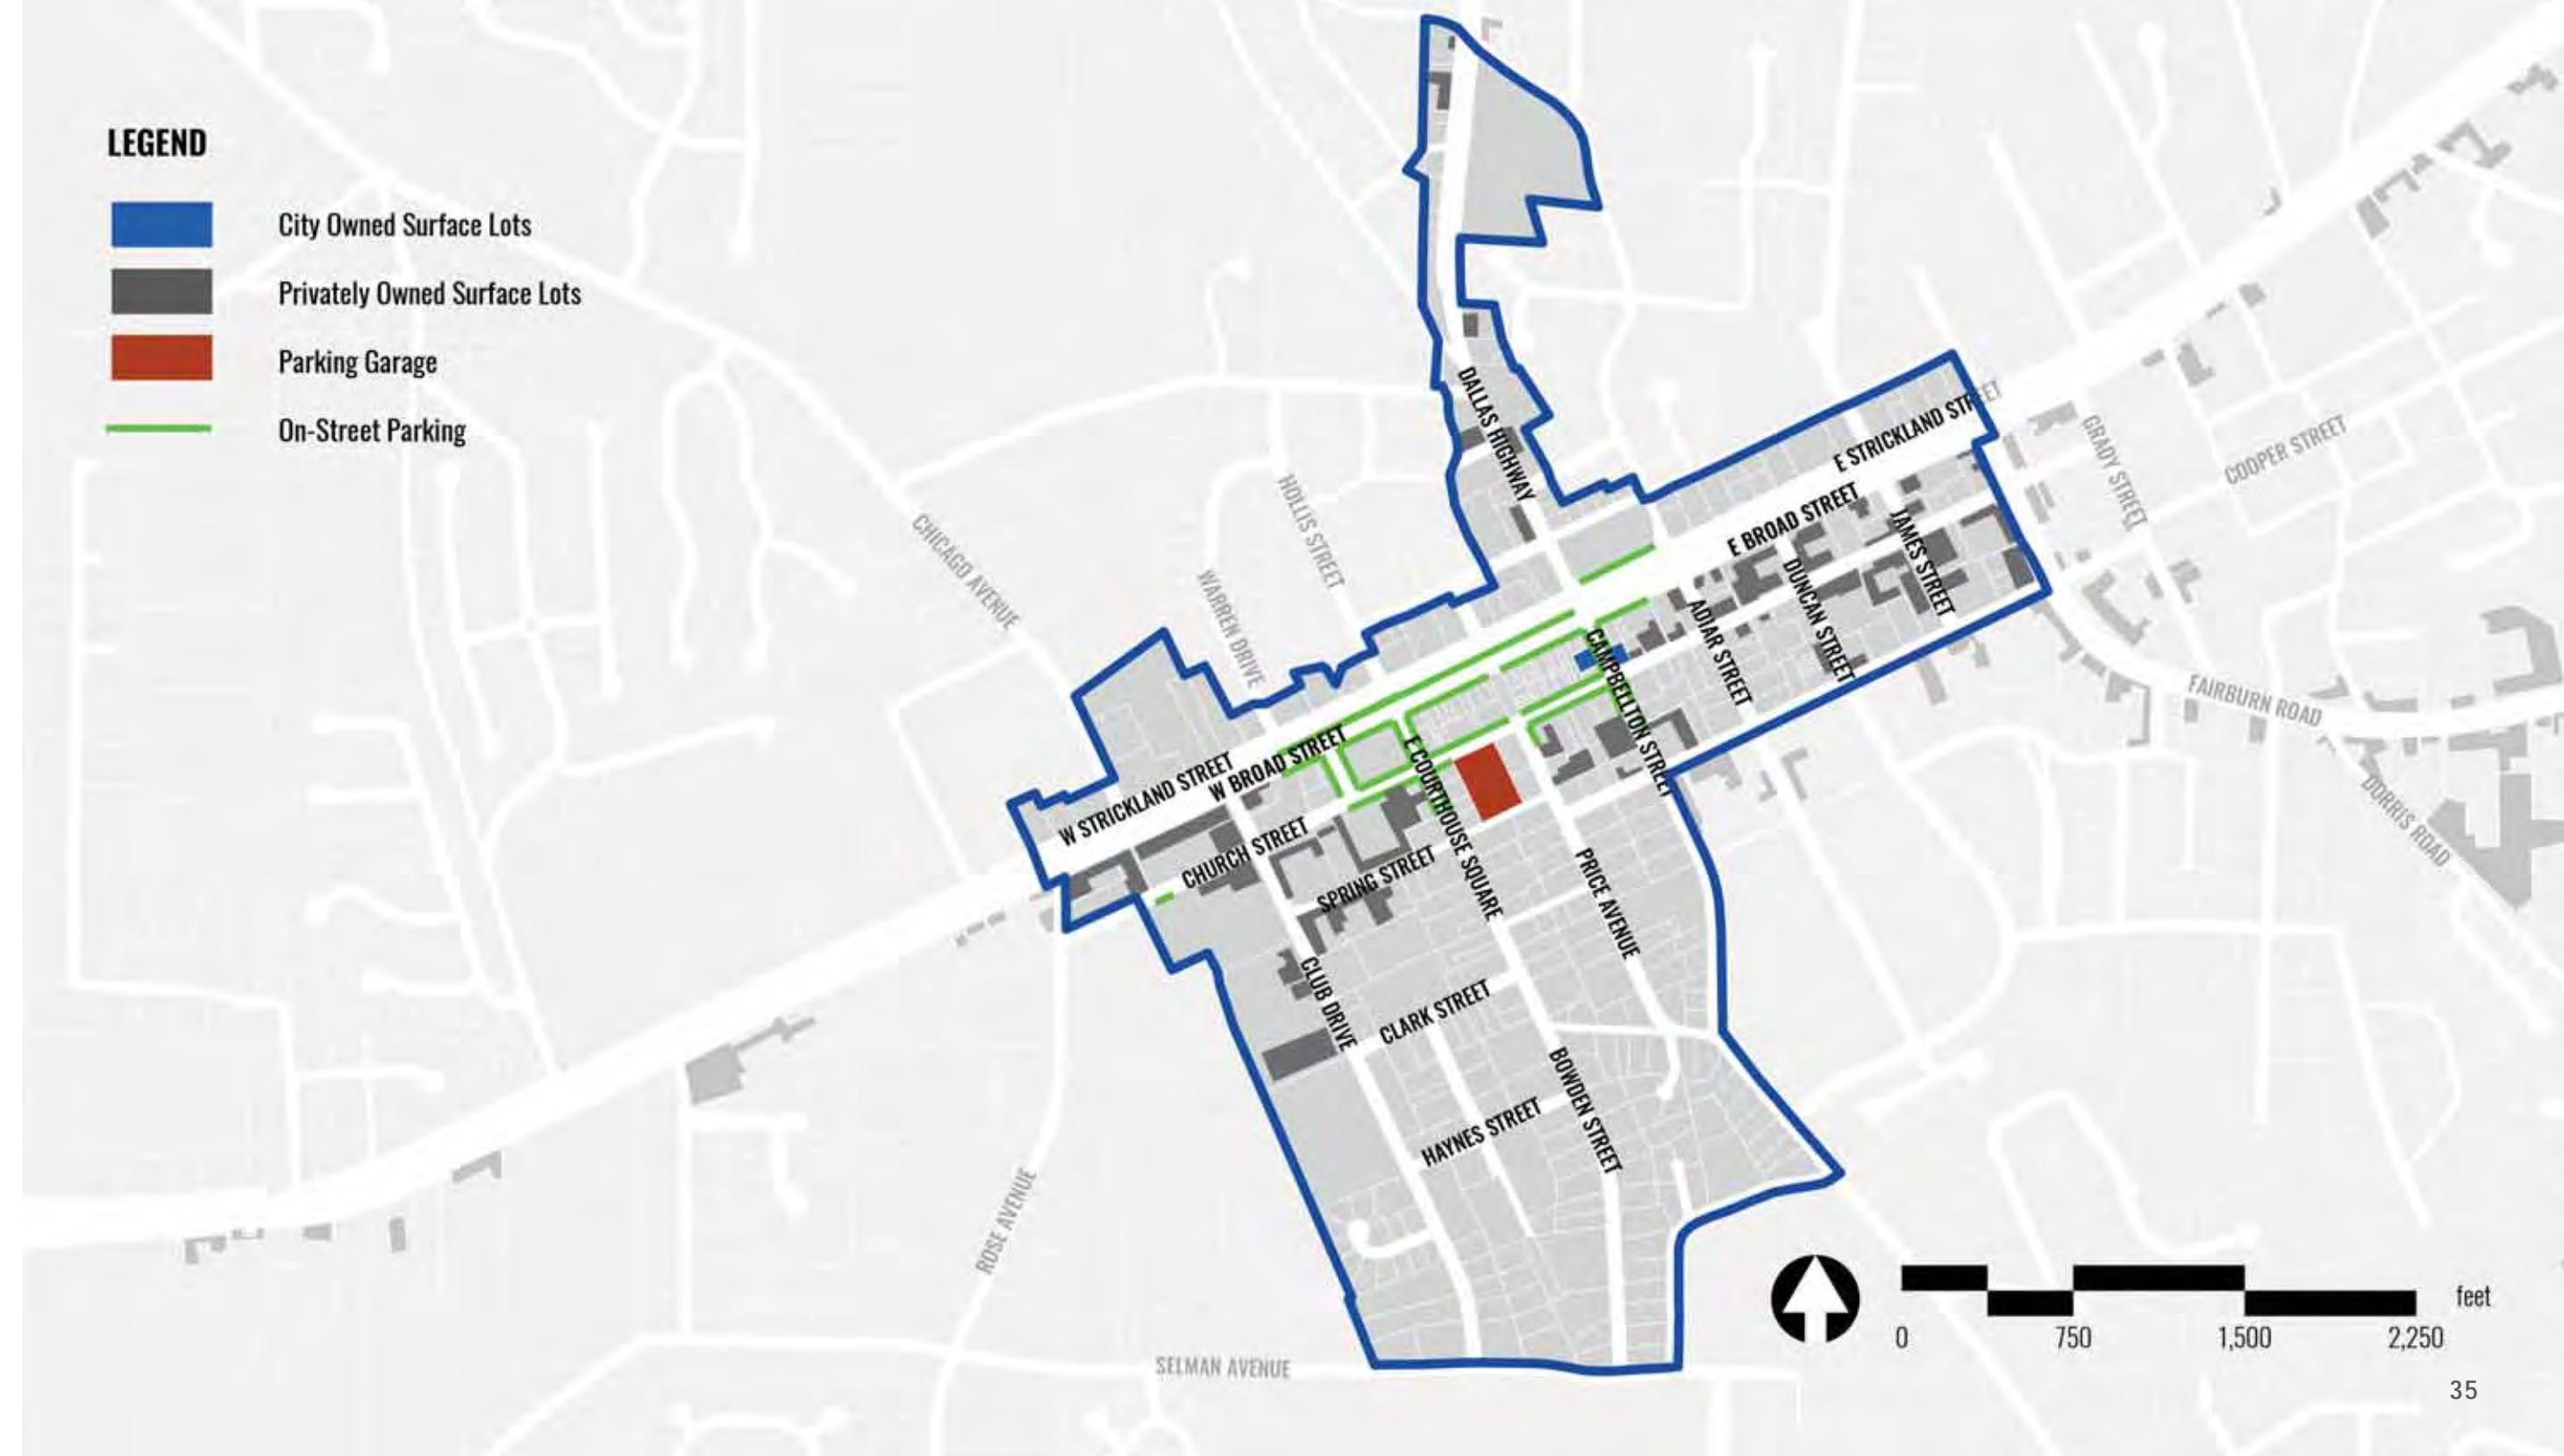 LEGEND
City Owned Surface Lots
Privately Owned Surface Lots
Parking Garage
On-Street Parking
DALLAS HIGHWAY
E STRICKLAND STREET
GRADY STREET
COOPER STREET
HOLLIS STREET
E BROAD STREET
JAMES STREET
CHICAGO AVENUE
WARREN DRIVE
DUNCAN STREET
ADIAR STREET
CAMPBELLTON STREET
FAIRBURN ROAD
W STRICKLAND STREET
W BROAD STREET
E COURTHOUSE SQUARE
DORRIS ROAD
CHURCH STREET
SPRING STREET
PRICE AVENUE
CLUB DRIVE
CLARK STREET
BOWDEN STREET
HAYNES STREET
ROSE AVENUE
SELMAN AVENUE
feet
0 750 1,500 2,250
35